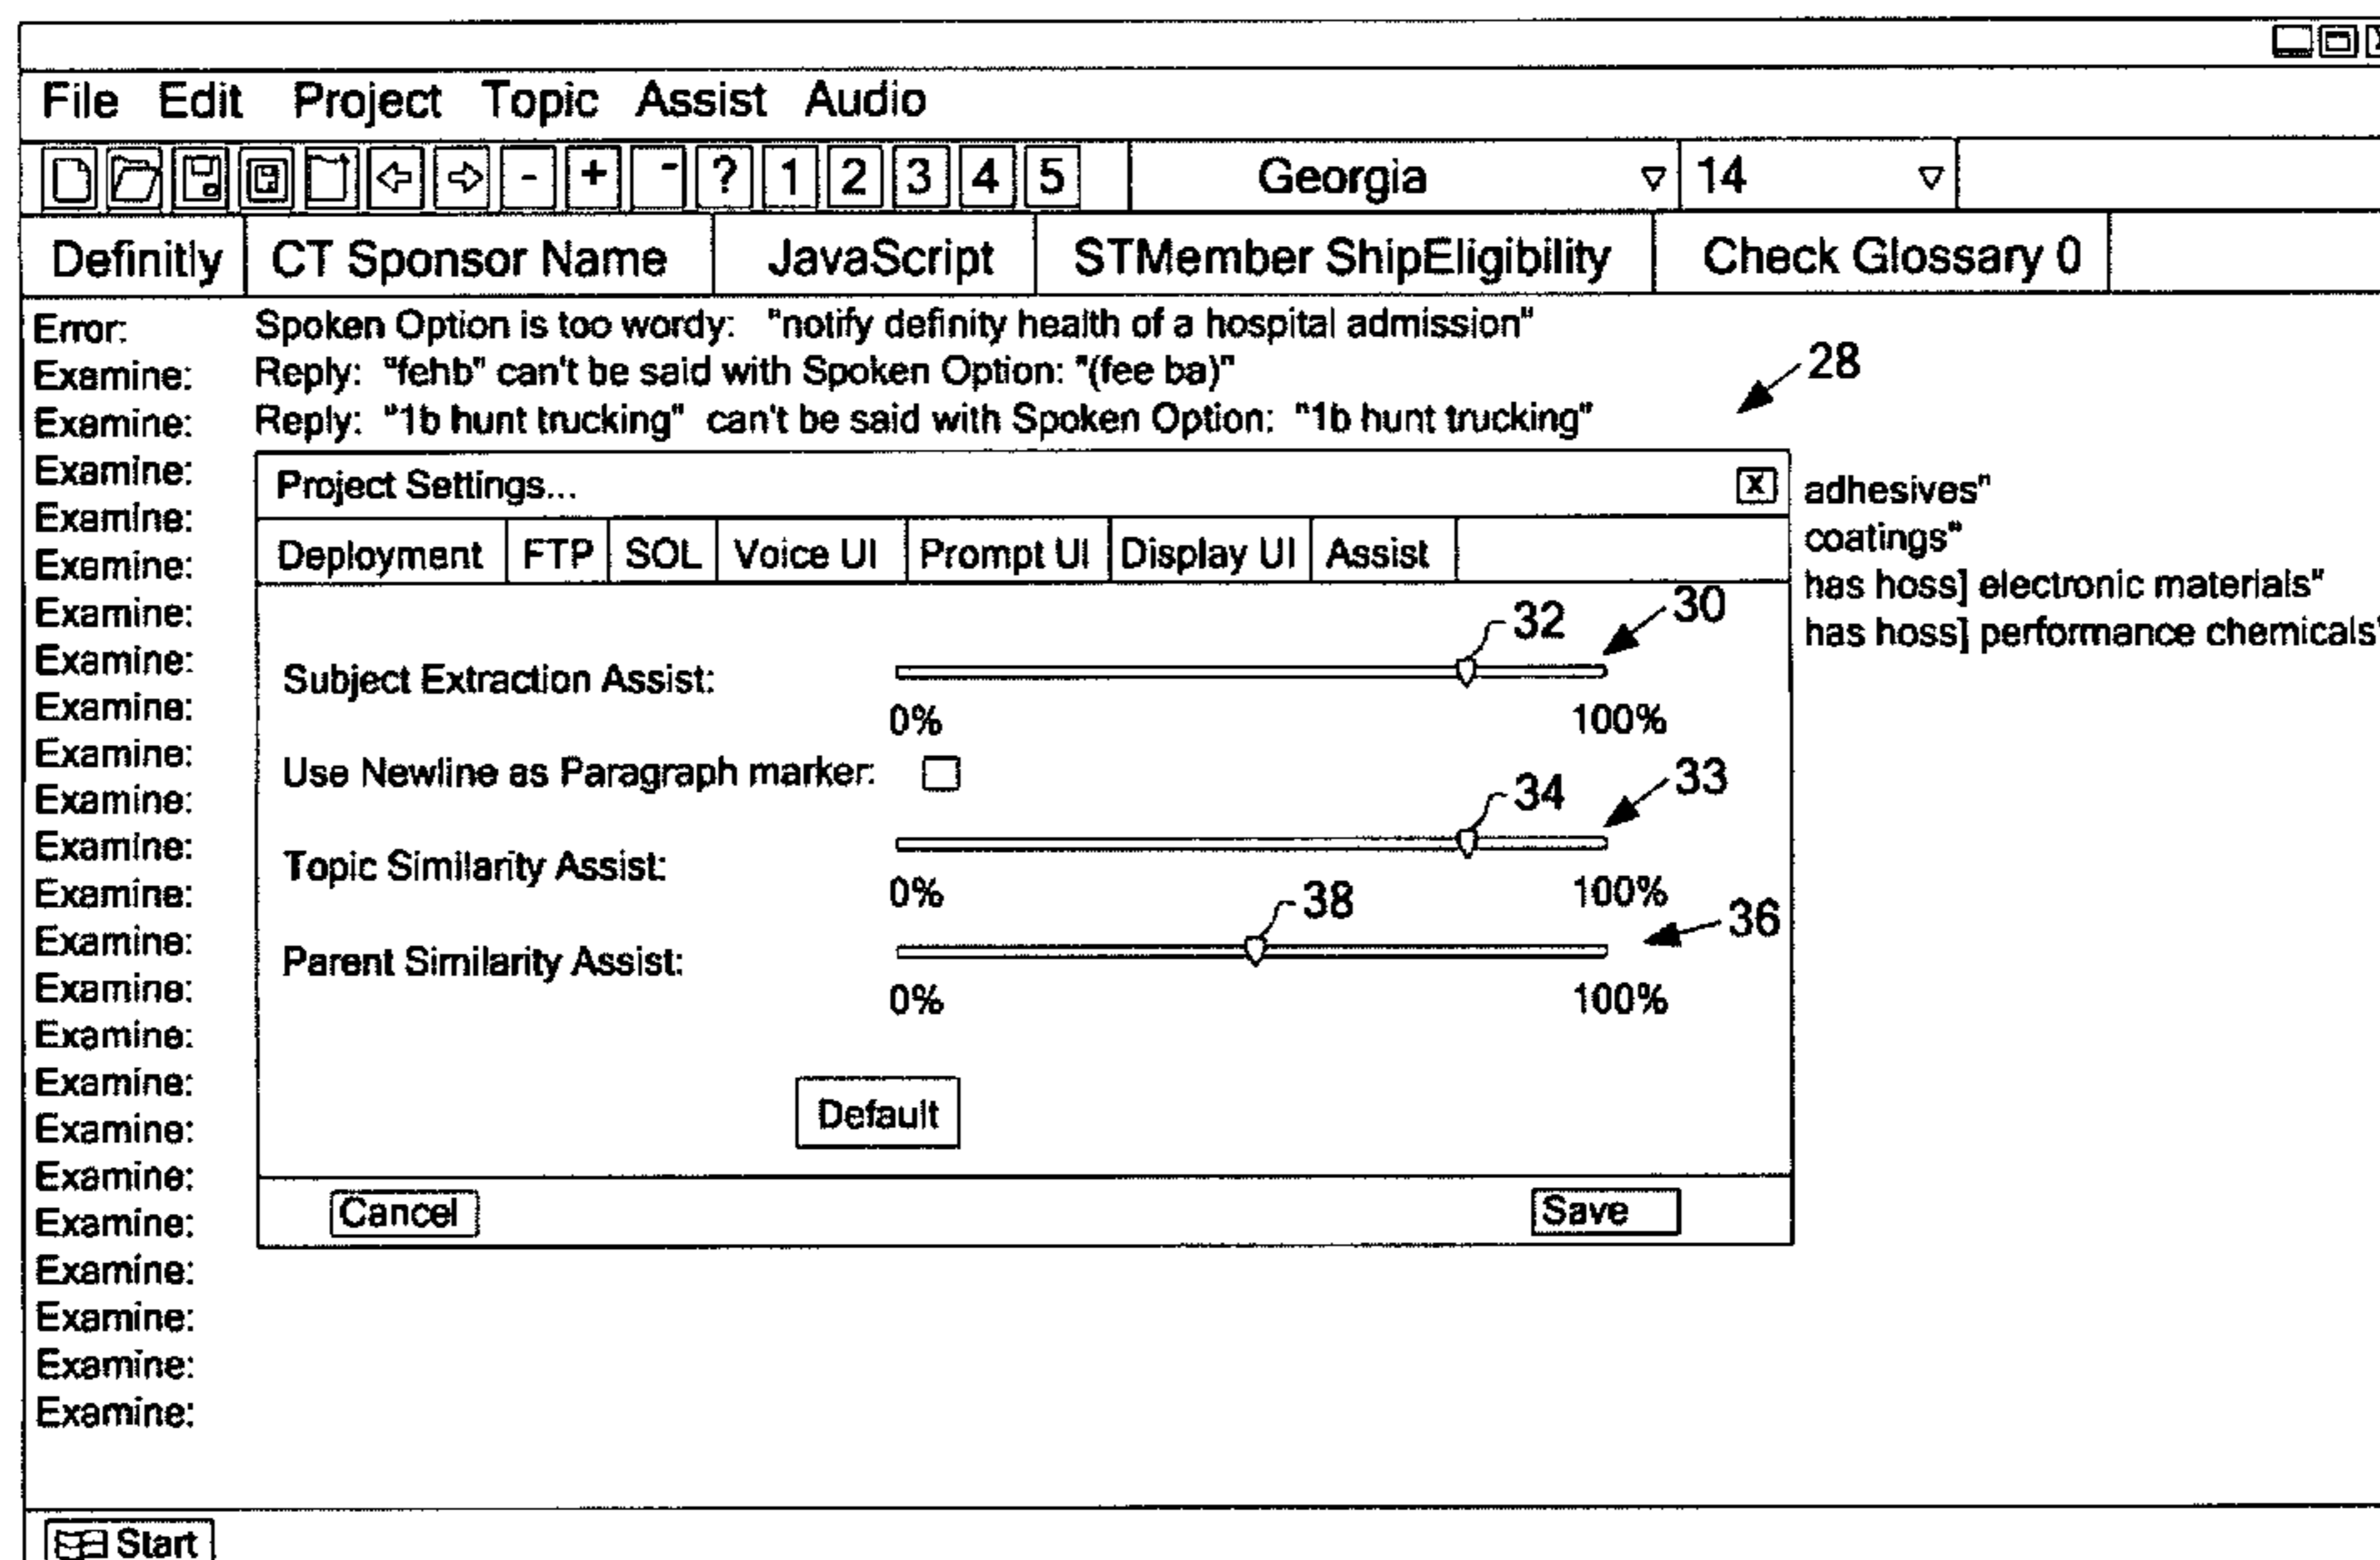 File Edit Project Topic Assist Audio
- + - ? 1 2 3 4 5 Georgia 14
Definitly CT Sponsor Name JavaScript STMember ShipEligibility Check Glossary 0
Error: Spoken Option is too wordy: "notify definity health of a hospital admission"
Examine: Reply: "fehb" can't be said with Spoken Option: "(fee ba)"
28
Examine: Reply: "1b hunt trucking" can't be said with Spoken Option: "1b hunt trucking"
Examine:
Project Settings... X
adhesives"
Examine:
coatings"
Examine:
Deployment FTP SOL Voice UI Prompt UI Display UI Assist
has hoss] electronic materials"
Examine:
32 30
has hoss] performance chemicals"
Examine:
Subject Extraction Assist:
Examine:
0% 100%
Examine:
Use Newline as Paragraph marker:
34 33
Examine:
Examine:
Topic Similarity Assist:
Examine:
0% 100%
38 36
Examine:
Parent Similarity Assist:
Examine:
0% 100%
Examine:
Examine:
Default
Examine:
Examine:
Cancel Save
Examine:
Examine:
Examine:
Examine:
Examine:
Start